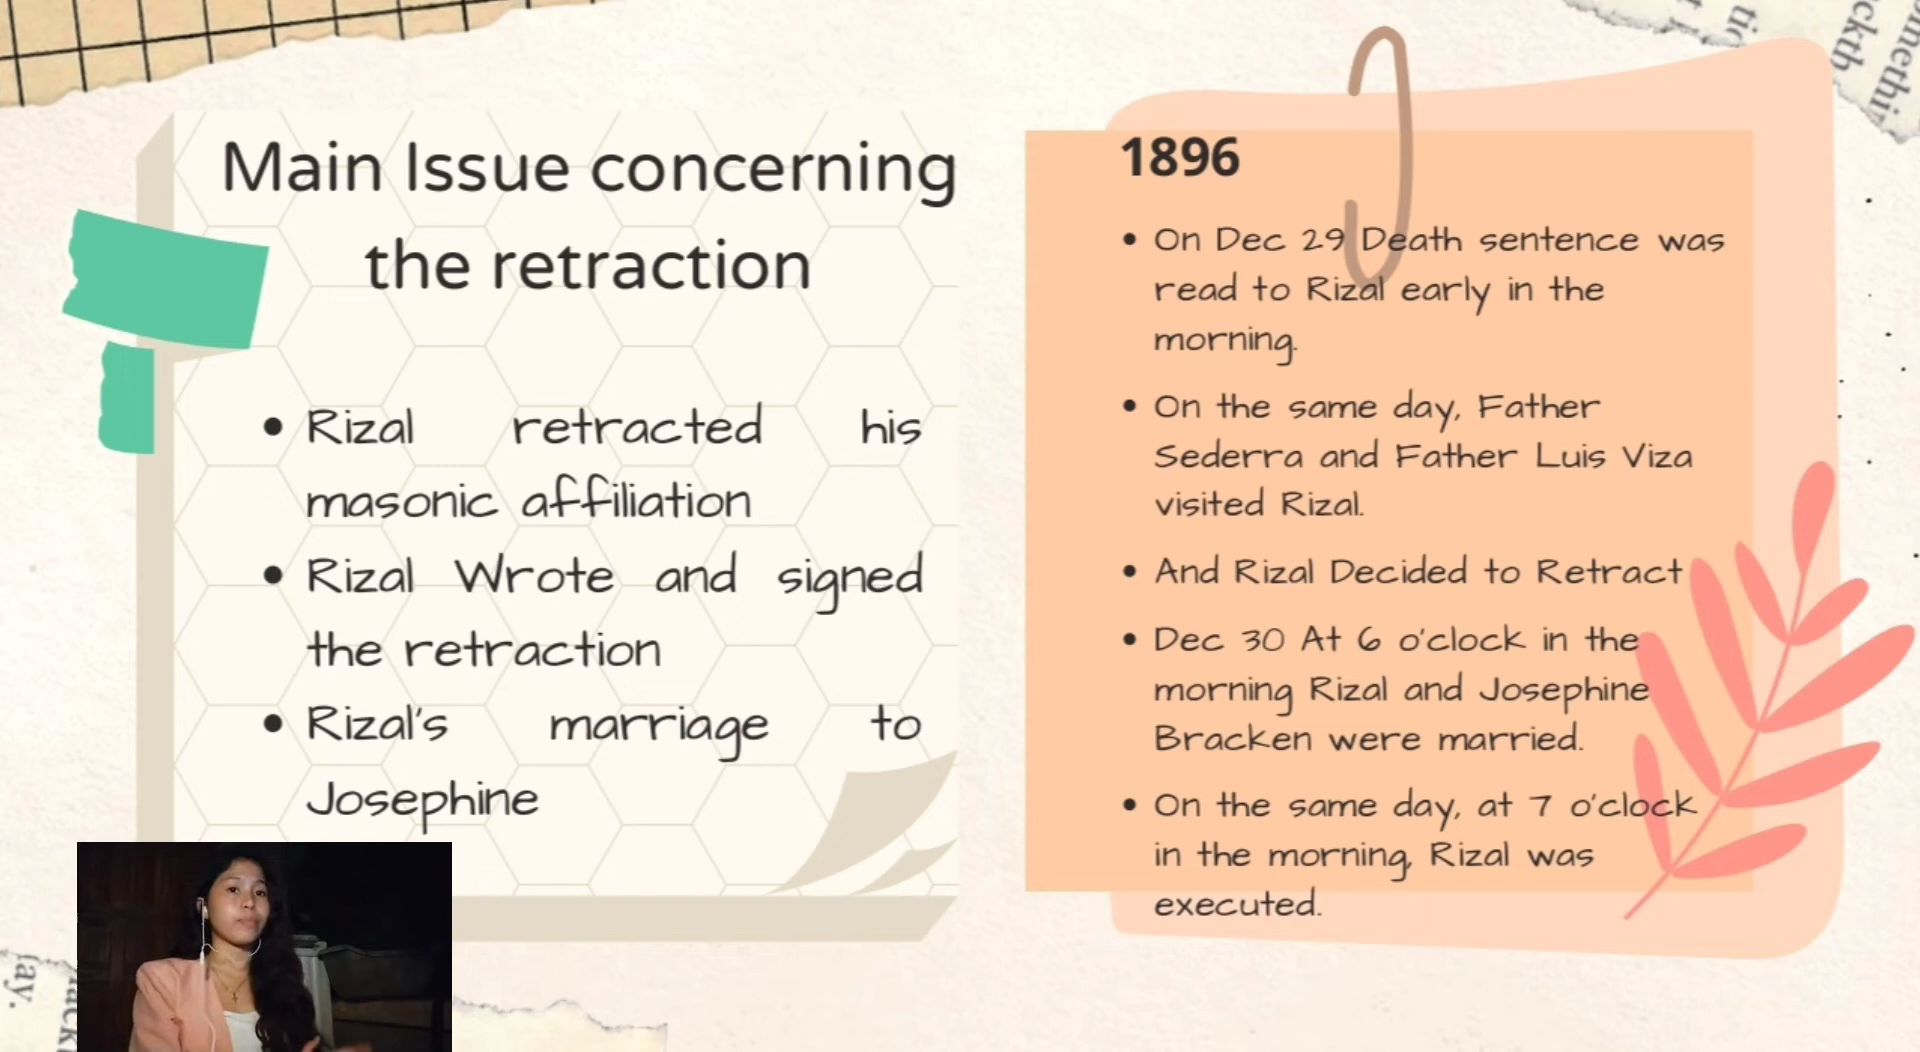 Main Issue concerning
the retraction
• Rizal retracted his
masonic affiliation
• Rizal Wrote and signed
the retraction
• Rizal's marriage to
Josephine
1896
• On Dec 29 Death sentence was
read to Rizal early in the
morning.
• On the same day, Father
Sederra and Father Luis Viza
visited Rizal.
• And Rizal Decided to Retract
• Dec 30 At 6 o'clock in the
morning Rizal and Josephine
Bracken were married.
• On the same day, at 7 o'clock
in the morning, Rizal was
executed.
ay.